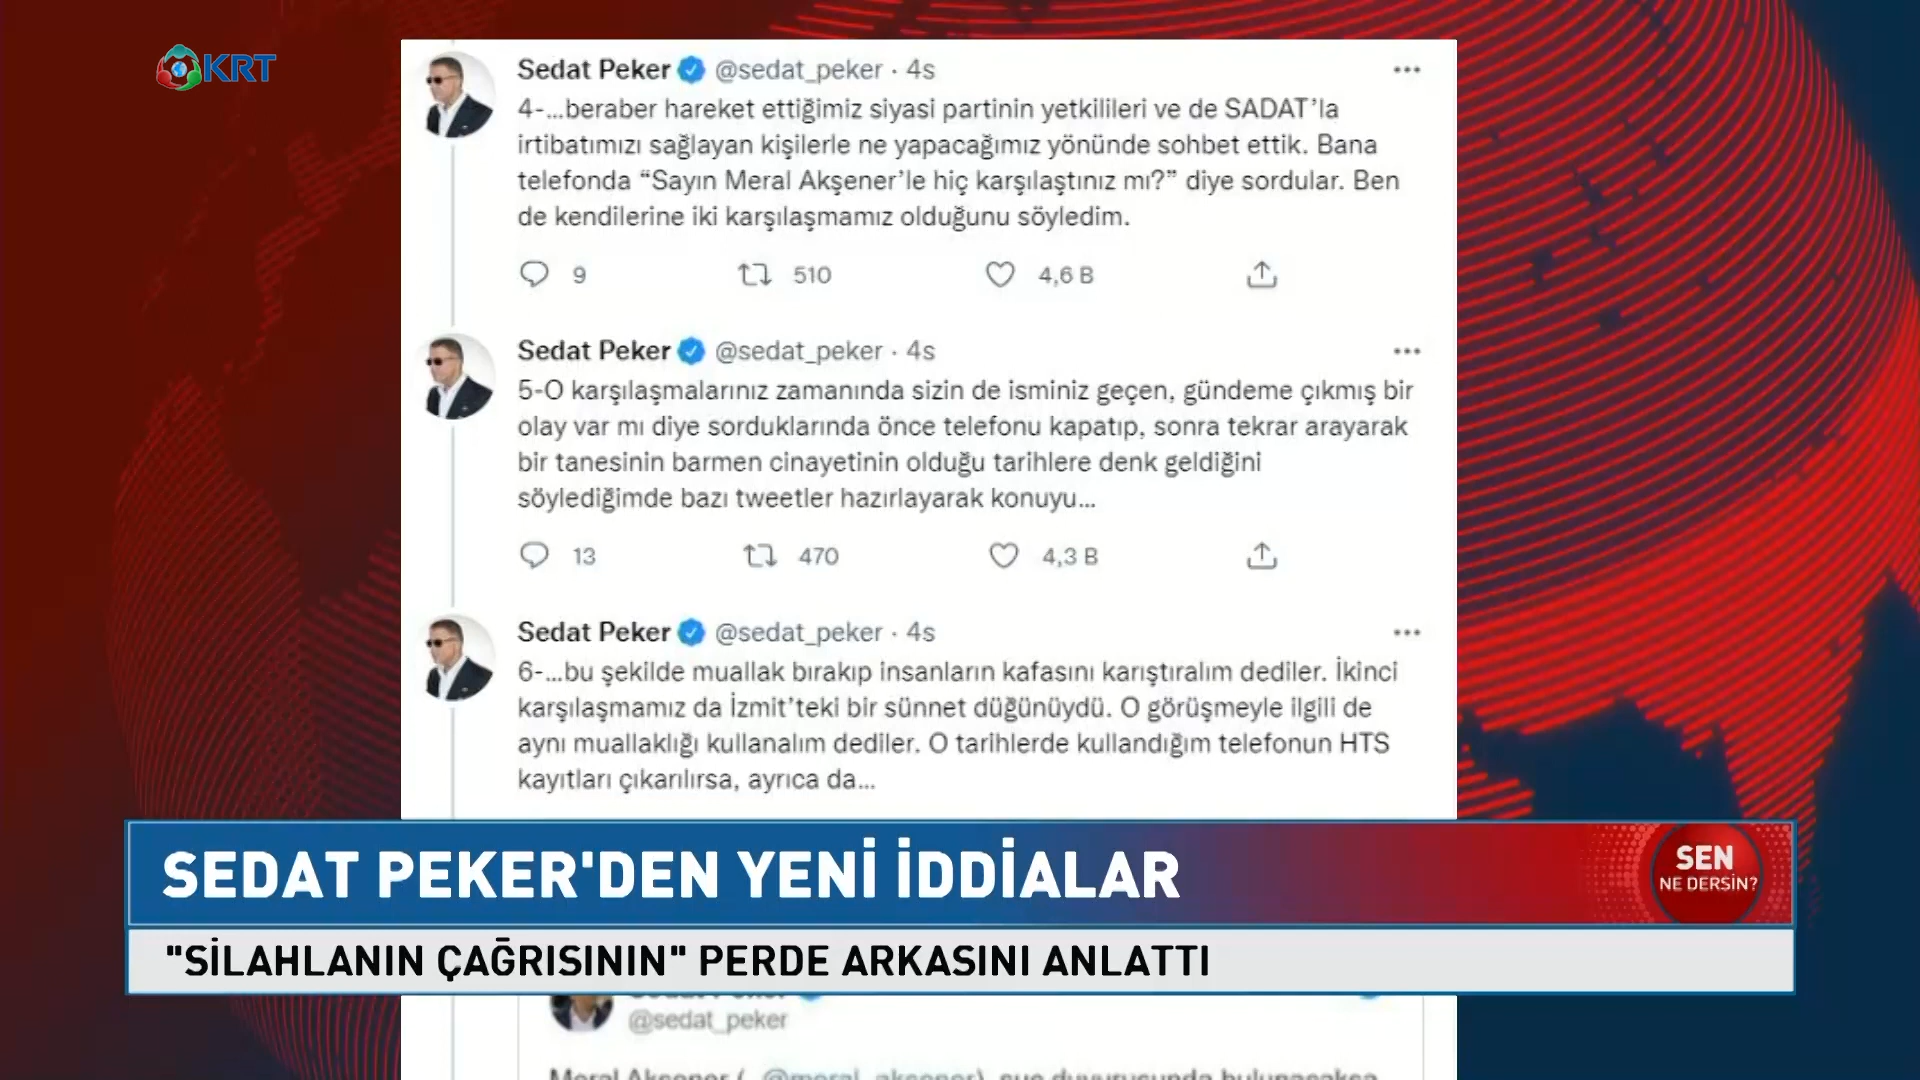 KRT
Sedat Peker @sedat_peker · 4s
4-...beraber hareket ettiğimiz siyasi partinin yetkilileri ve de SADAT'la
irtibatımızı sağlayan kişilerle ne yapacağımız yönünde sohbet ettik. Bana
telefonda “Sayın Meral Akşener’le hiç karşılaştınız mı?” diye sordular. Ben
de kendilerine iki karşılaşmamız olduğunu söyledim.
9 510 4,6 B
Sedat Peker @sedat_peker · 4s
5-O karşılaşmalarınız zamanında sizin de isminiz geçen, gündeme çıkmış bir
olay var mı diye sorduklarında önce telefonu kapatıp, sonra tekrar arayarak
bir tanesinin barmen cinayetinin olduğu tarihlere denk geldiğini
söylediğimde bazı tweetler hazırlayarak konuyu...
13 470 4,3 B
Sedat Peker @sedat_peker · 4s
6-...bu şekilde muallak bırakıp insanların kafasını karıştıralım dediler. İkinci
karşılaşmamız da İzmit’teki bir sünnet düğünüydü. O görüşmeyle ilgili de
aynı muallaklığı kullanalım dediler. O tarihlerde kullandığım telefonun HTS
kayıtları çıkarılırsa, ayrıca da...
SEDAT PEKER'DEN YENİ İDDİALAR
SEN
NE DERSİN?
"SİLAHLANIN ÇAĞRISININ" PERDE ARKASINI ANLATTI
@sedat_peker
Meral Akşener ( @meral_aksener), suç duyurusunda bulunacaksa